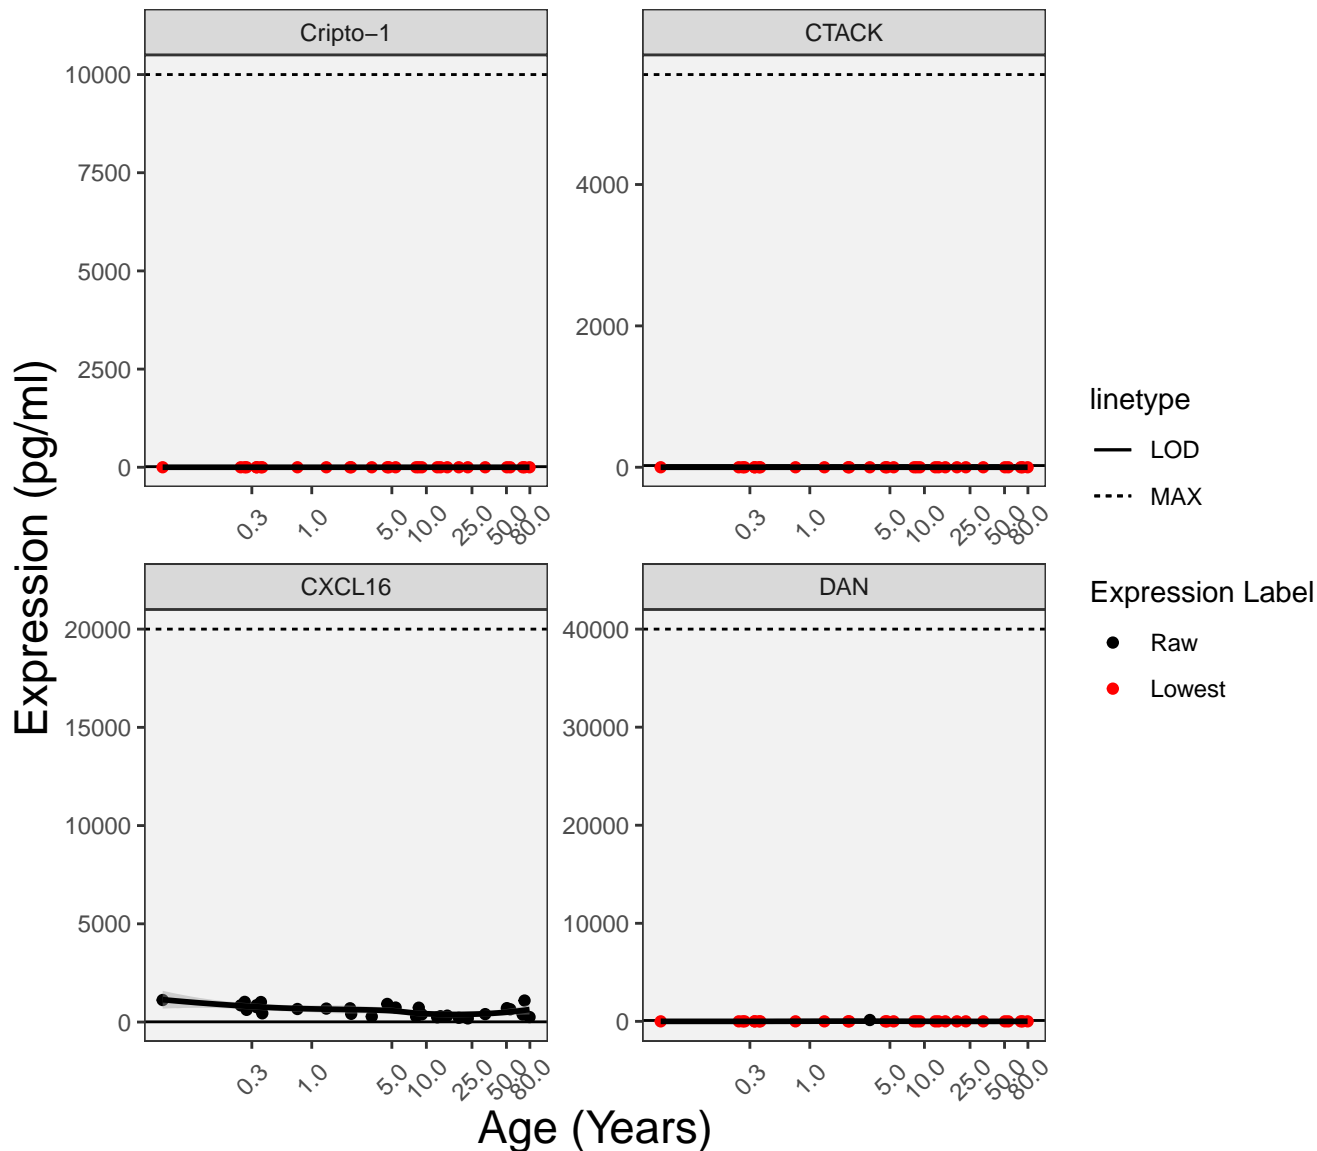 Cripto−1
CTACK
10000
7500
5000
2500
0
4000
2000
0
0.3 1.0 5.0 10.0 25.0 50.0 80.0
0.3 1.0 5.0 10.0 25.0 50.0 80.0
CXCL16
DAN
20000
15000
10000
5000
0
40000
30000
20000
10000
0
0.3 1.0 5.0 10.0 25.0 50.0 80.0
0.3 1.0 5.0 10.0 25.0 50.0 80.0
Expression (pg/ml)
Age (Years)
linetype
LOD
MAX
Expression Label
Raw
Lowest